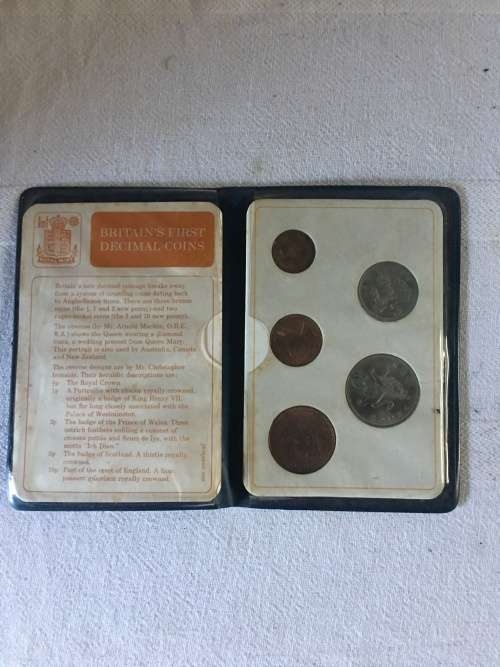 BRITAIN'S FIRST
DECIMAL COINS
ROYAL MINT
Britain's new decimal coinage breaks away
from a system of counting coins dating back
to Anglo-Saxon times. There are three bronze
coins (the ½, 1 and 2 new pence) and two
cupro-nickel coins (the 5 and 10 new pence).
The obverse (by Mr. Arnold Machin, O.B.E.,
R.A.) shows the Queen wearing a diamond
tiara, a wedding present from Queen Mary.
This portrait is also used by Australia, Canada
and New Zealand
The reverse designs are by Mr. Christopher
Ironside. Their heraldic descriptions are:
½p The Royal Crown
1p A Portcullis with chains royally crowned,
originally a badge of King Henry VII,
but for long closely associated with the
Palace of Westminster.
2p The badge of the Prince of Wales. Three
ostrich feathers enfiling a coronet of
crosses pattée and fleurs de lys, with the
motto "Ich Dien."
5p The badge of Scotland. A thistle royally
crowned.
10p Part of the crest of England. A lion
passant guardant royally crowned